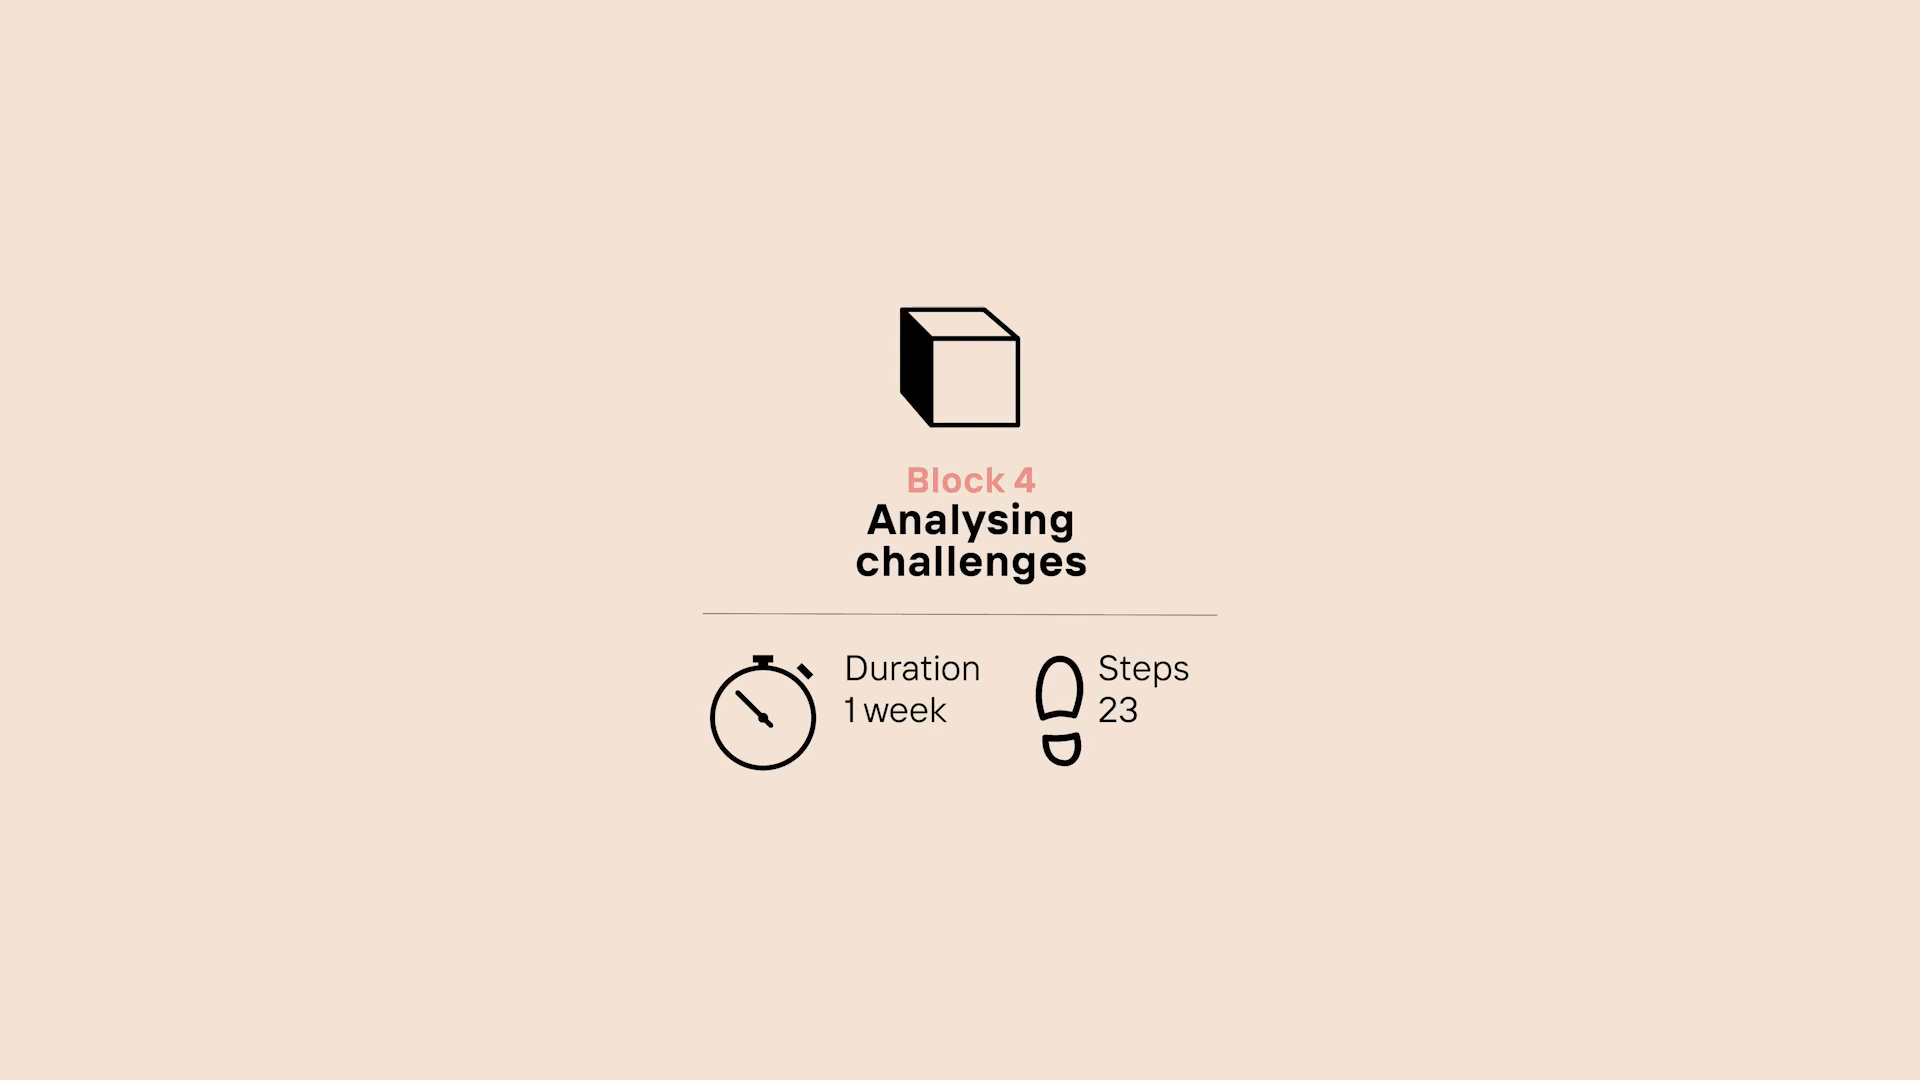 Block 4
Analysing
challenges
Duration
1 week
Steps
23